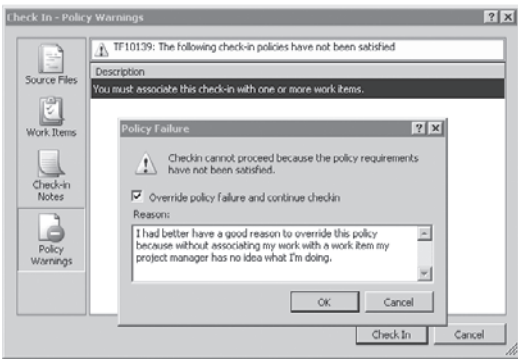 Check In - Policy Warnings
TF10139: The following check-in policies have not been satisfied
Source Files
Description
You must associate this check-in with one or more work items.
Work Items
Check-in
Notes
Policy
Warnings
Policy Failure
Checkin cannot proceed because the policy requirements
have not been satisfied.
Override policy failure and continue checkin
Reason:
I had better have a good reason to override this policy
because without associating my work with a work item my
project manager has no idea what I'm doing.
OK
Cancel
Check In
Cancel